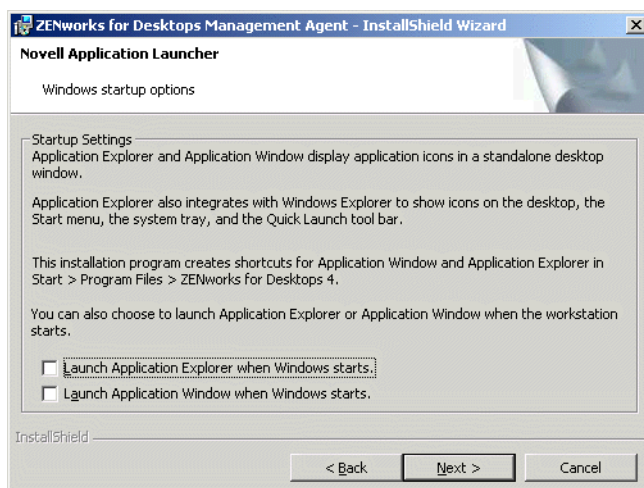 ZENworks for Desktops Management Agent - InstallShield Wizard
Novell Application Launcher
Windows startup options
Startup Settings
Application Explorer and Application Window display application icons in a standalone desktop
window.
Application Explorer also integrates with Windows Explorer to show icons on the desktop, the
Start menu, the system tray, and the Quick Launch tool bar.
This installation program creates shortcuts for Application Window and Application Explorer in
Start > Program Files > ZENworks for Desktops 4.
You can also choose to launch Application Explorer or Application Window when the workstation
starts.
Launch Application Explorer when Windows starts.
Launch Application Window when Windows starts.
InstallShield
< Back Next > Cancel